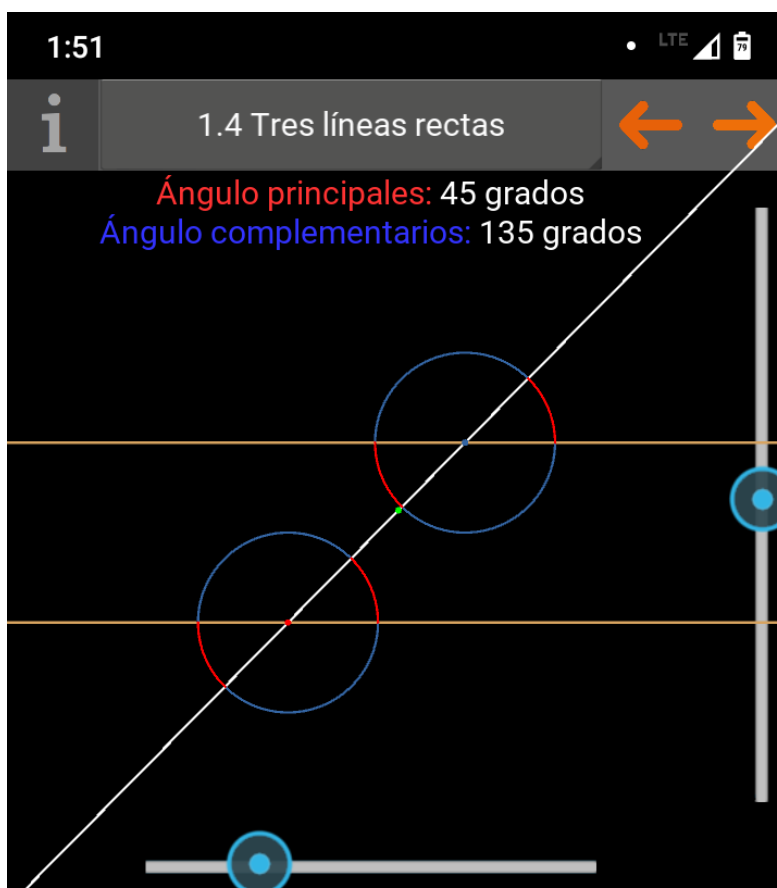 1:51
LTE
79
i
1.4 Tres líneas rectas
Ángulo principales: 45 grados
Ángulo complementarios: 135 grados